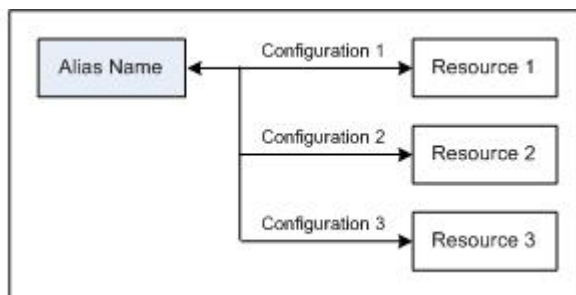 Alias Name
Configuration 1
Resource 1
Configuration 2
Resource 2
Configuration 3
Resource 3